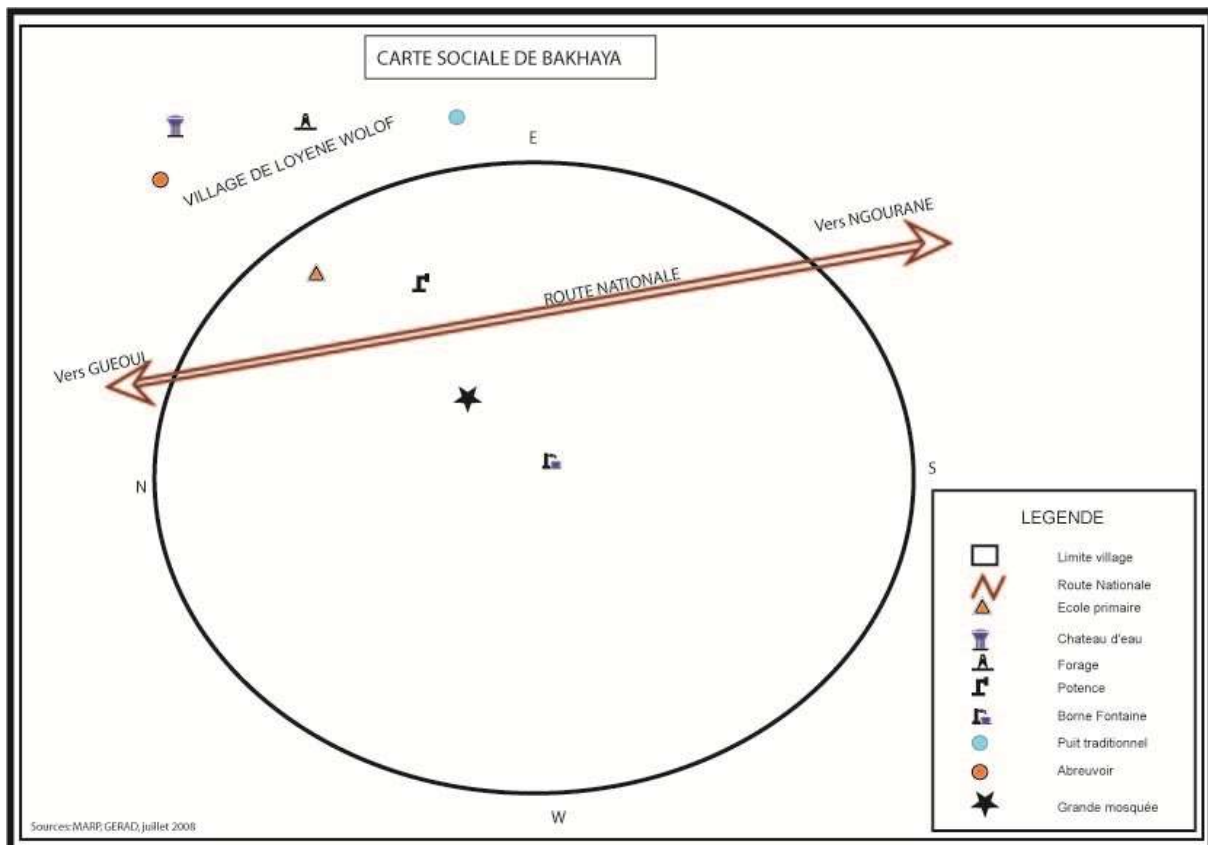 CARTE SOCIALE DE BAKHAYA
VILLAGE DE LOYENE WOLOF
E
Vers NGOURANE
ROUTE NATIONALE
Vers GUEOUL
N
S
W
LEGENDE
Limite village
Route Nationale
Ecole primaire
Chateau d'eau
Forage
Potence
Borne Fontaine
Puit traditionnel
Abreuvoir
Grande mosquée
Sources:MARP, GERAD, juillet 2008